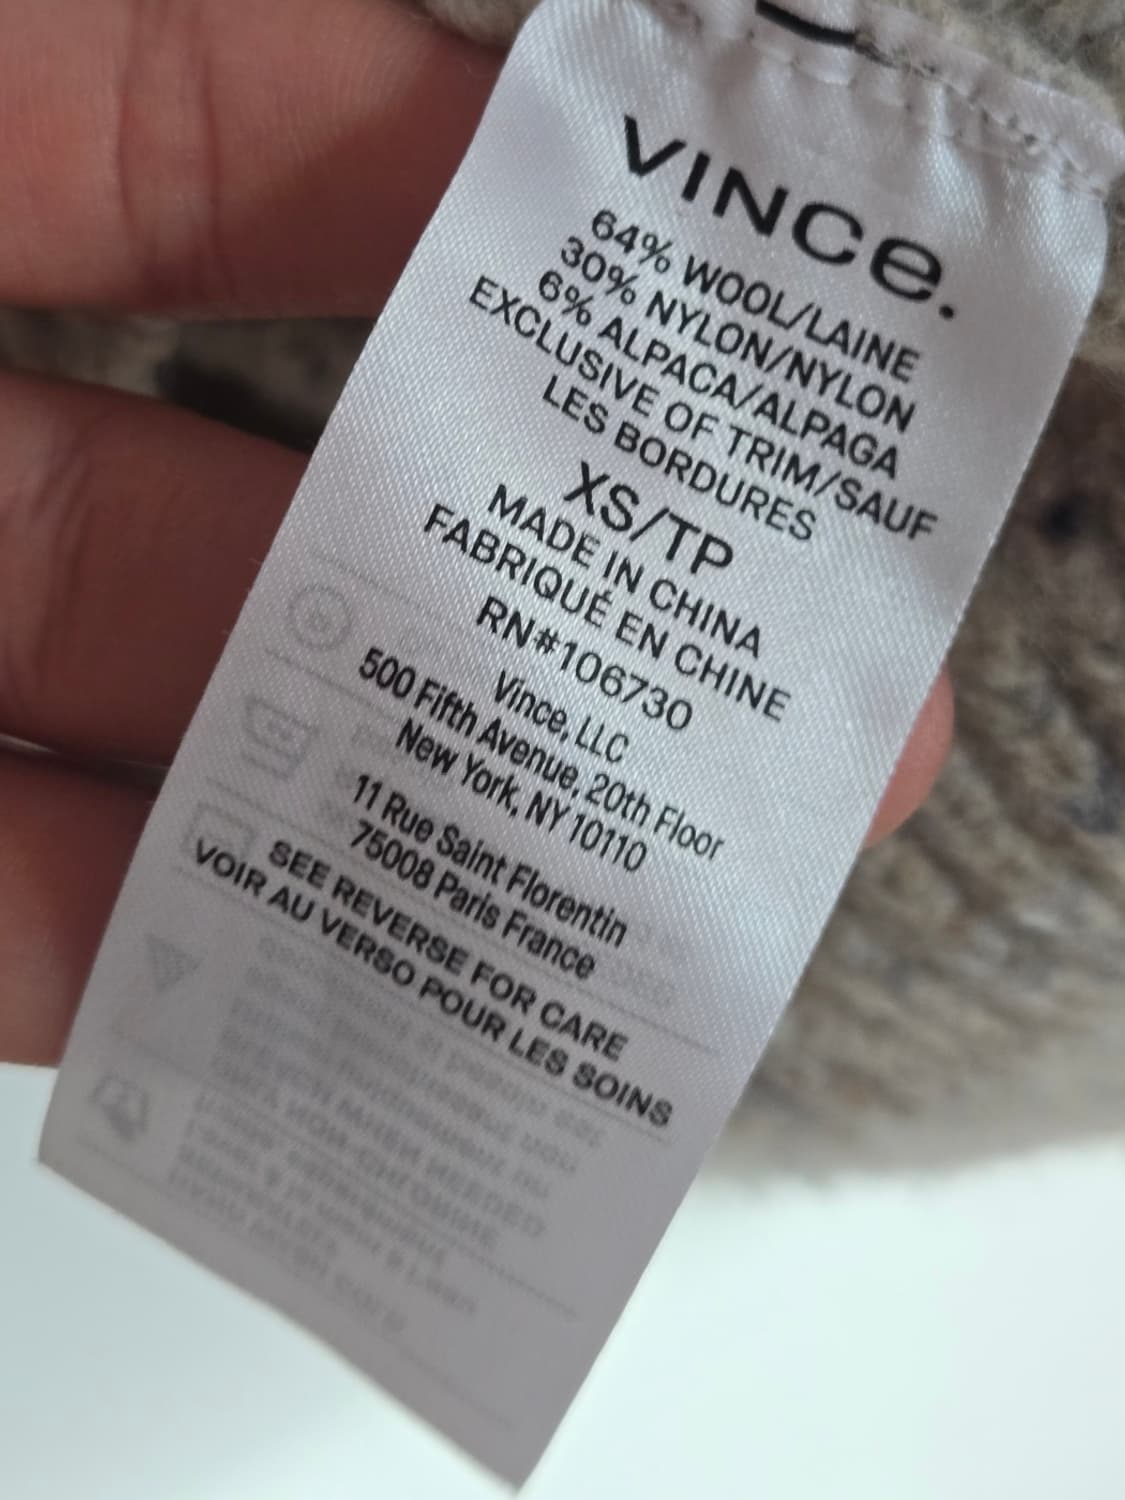 VINCe.
64% WOOL/LAINE
30% NYLON/NYLON
6% ALPACA/ALPAGA
EXCLUSIVE OF TRIM/SAUF
LES BORDURES
XS/TP
MADE IN CHINA
FABRIQUÉ EN CHINE
RN#106730
Vince, LLC
500 Fifth Avenue, 20th Floor
New York, NY 10110
11 Rue Saint Florentin
75008 Paris France
SEE REVERSE FOR CARE
VOIR AU VERSO POUR LES SOINS